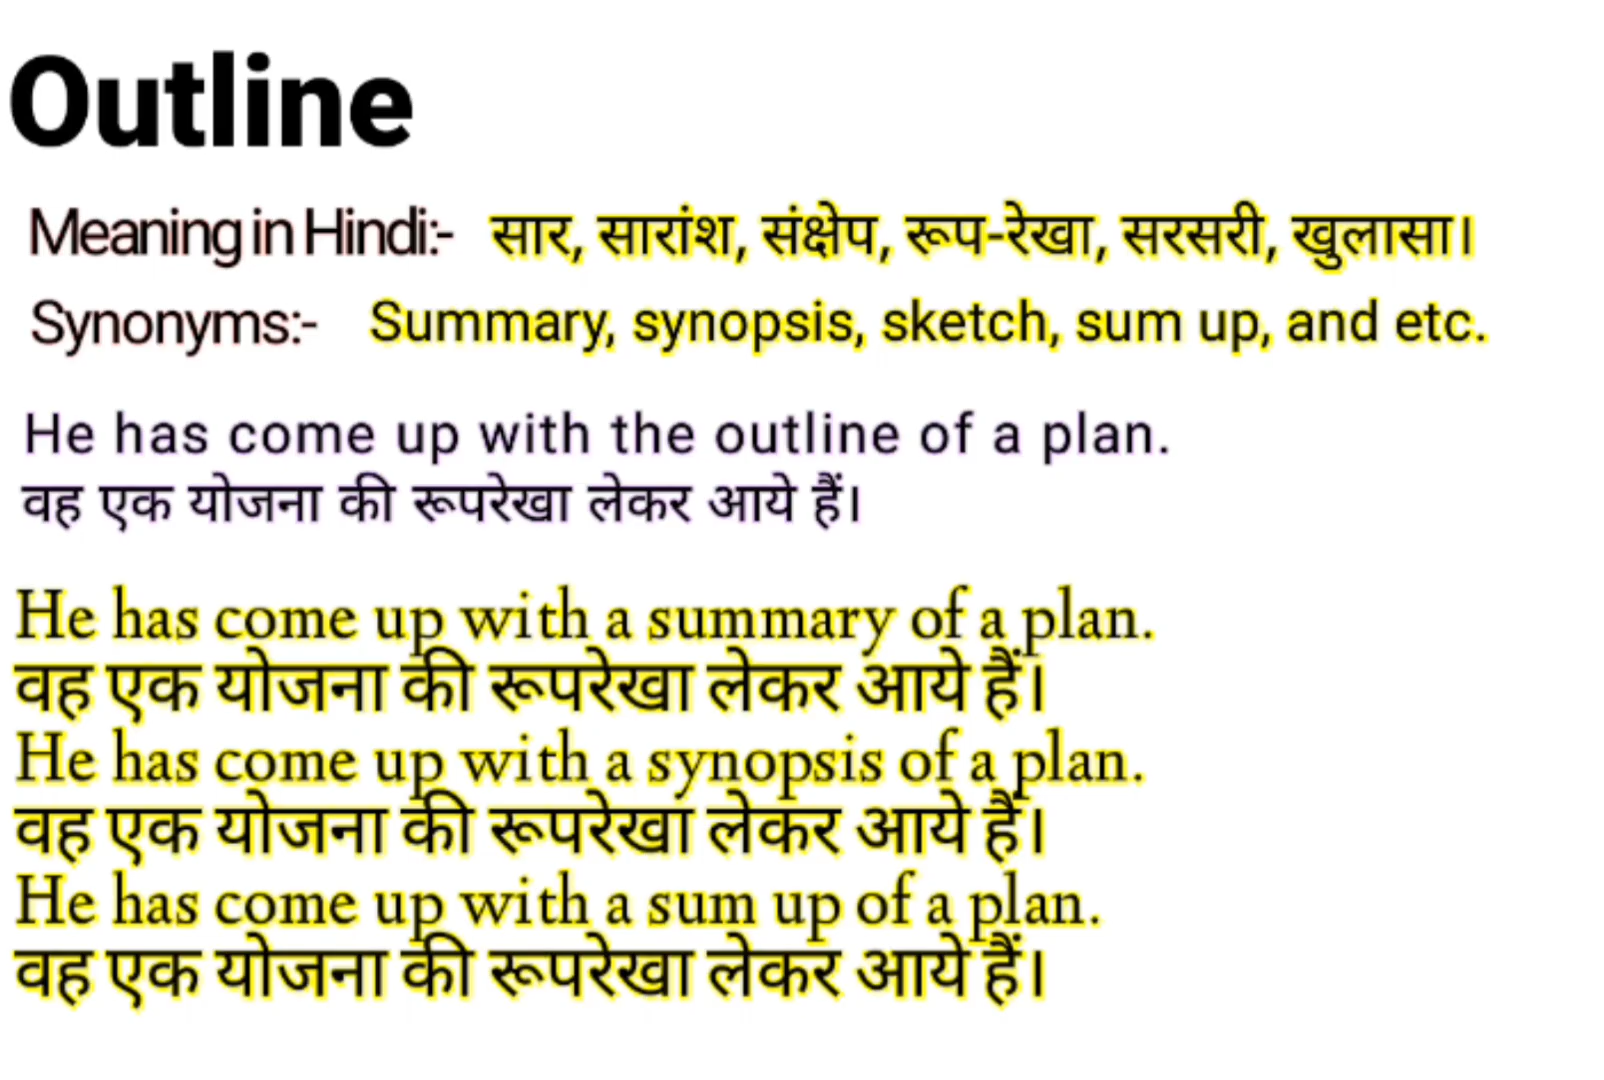 Outline
Meaning in Hindi:- सार, सारांश, संक्षेप, रूप-रेखा, सरसरी, खुलासा।
Synonyms:- Summary, synopsis, sketch, sum up, and etc.
He has come up with the outline of a plan.
वह एक योजना की रूपरेखा लेकर आये हैं।
He has come up with a summary of a plan.
वह एक योजना की रूपरेखा लेकर आये हैं।
He has come up with a synopsis of a plan.
वह एक योजना की रूपरेखा लेकर आये हैं।
He has come up with a sum up of a plan.
वह एक योजना की रूपरेखा लेकर आये हैं।